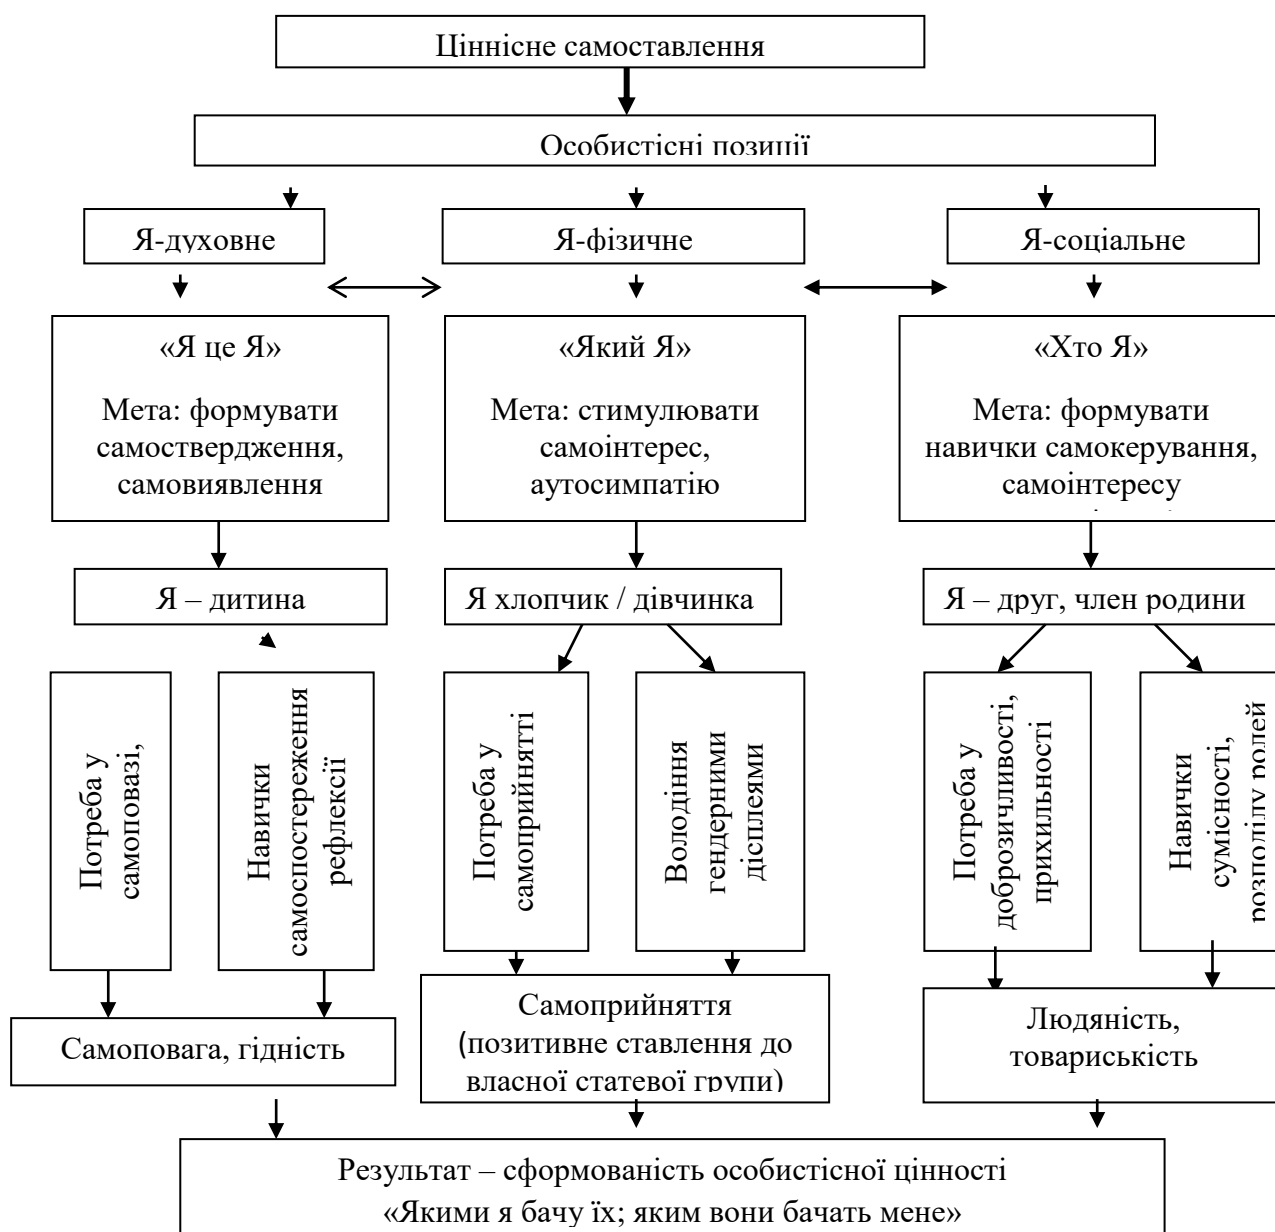 Ціннісне самоставлення
Особистісні позиції
Я-духовне
Я-фізичне
Я-соціальне
«Я це Я»
Мета: формувати
самоствердження,
самовиявлення
«Який Я»
Мета: стимулювати
самоінтерес,
аутосимпатію
«Хто Я»
Мета: формувати
навички самокерування,
самоінтересу
Я – дитина
Я хлопчик / дівчинка
Я – друг, член родини
Потреба у
самоповазі,
Навички
самоспостереження
рефлексії
Потреба у
самоприйнятті
Володіння
гендерними
дісплеями
Потреба у
доброзичливості,
прихильності
Навички
сумісності,
розподілу ролей
Самоповага, гідність
Самоприйняття
(позитивне ставлення до
власної статевої групи)
Людяність,
товариськість
Результат – сформованість особистісної цінності
«Якими я бачу їх; яким вони бачать мене»